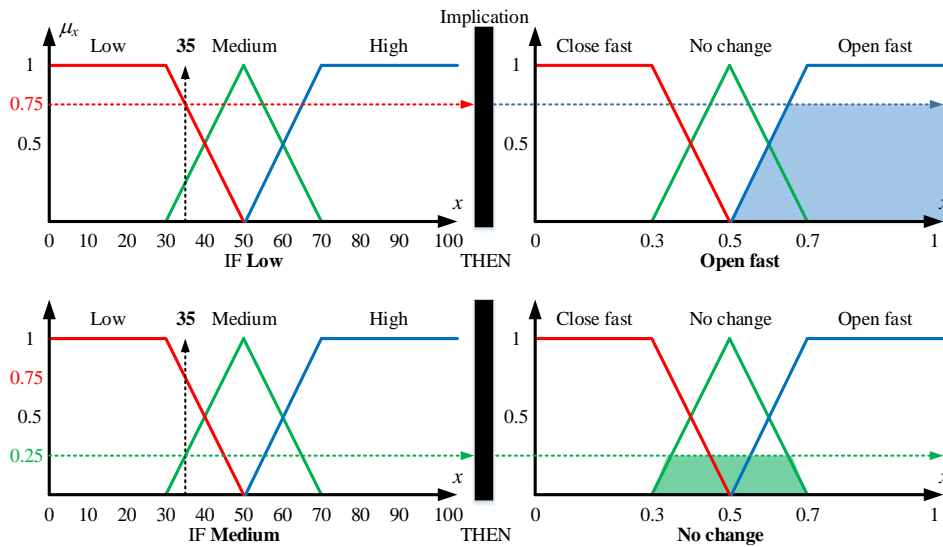 Implication
μx
Low 35 Medium High
Close fast No change Open fast
1
1
0.75
0.5
0.5
x
x
0 10 20 30 40 50 60 70 80 90 100
0 0.3 0.5 0.7 1
IF Low THEN Open fast
Low 35 Medium High
Close fast No change Open fast
1
1
0.75
0.5
0.5
0.25
x
x
0 10 20 30 40 50 60 70 80 90 100
0 0.3 0.5 0.7 1
IF Medium THEN No change